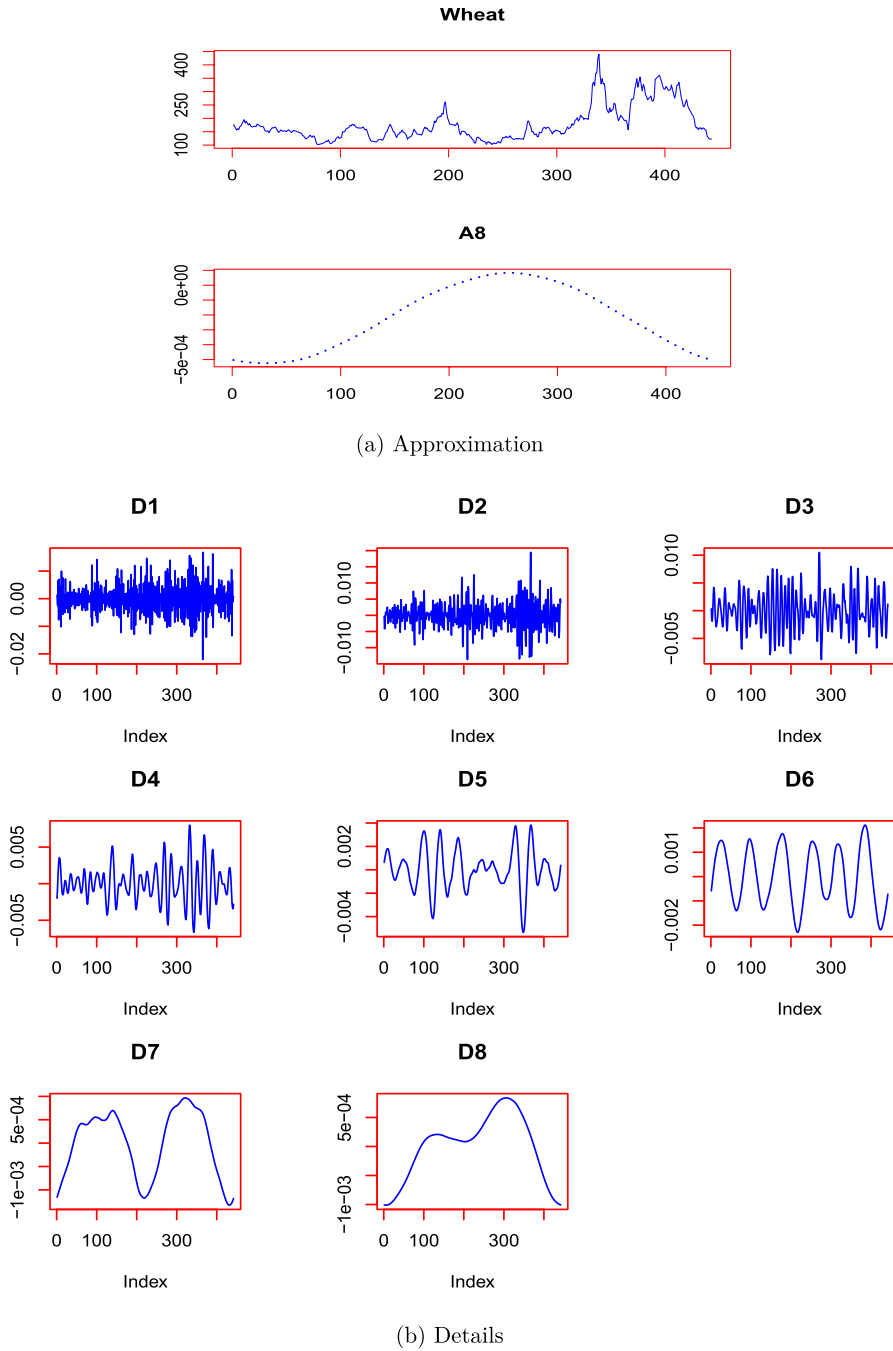 Wheat
400
250
100
0 100 200 300 400
A8
0e+00
−5e−04
0 100 200 300 400
(a) Approximation
D1 D2 D3
0.00
−0.02
0.010
−0.010
0.010
−0.005
0 100 300 0 100 300 0 100 300
Index Index Index
D4 D5 D6
0.005
−0.005
0.002
−0.004
0.001
−0.002
0 100 300 0 100 300 0 100 300
Index Index Index
D7 D8
5e−04
−1e−03
5e−04
−1e−03
0 100 300 0 100 300
Index Index
(b) Details